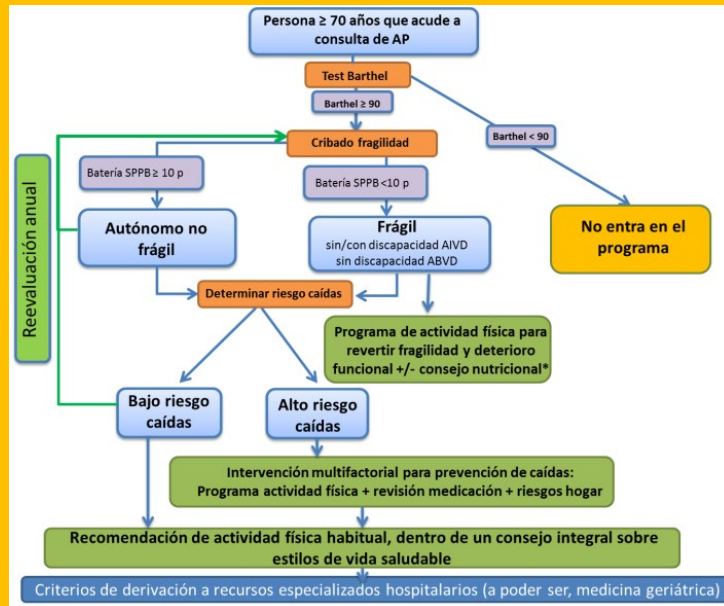 Persona ≥ 70 años que acude a
consulta de AP
Test Barthel
Barthel ≥ 90
Barthel < 90
Cribado fragilidad
Batería SPPB ≥ 10 p
Batería SPPB <10 p
Reevaluación anual
Autónomo no
frágil
Frágil
sin/con discapacidad AIVD
sin discapacidad ABVD
No entra en el
programa
Determinar riesgo caídas
Programa de actividad física para
revertir fragilidad y deterioro
funcional +/- consejo nutricional*
Bajo riesgo
caídas
Alto riesgo
caídas
Intervención multifactorial para prevención de caídas:
Programa actividad física + revisión medicación + riesgos hogar
Recomendación de actividad física habitual, dentro de un consejo integral sobre
estilos de vida saludable
Criterios de derivación a recursos especializados hospitalarios (a poder ser, medicina geriátrica)